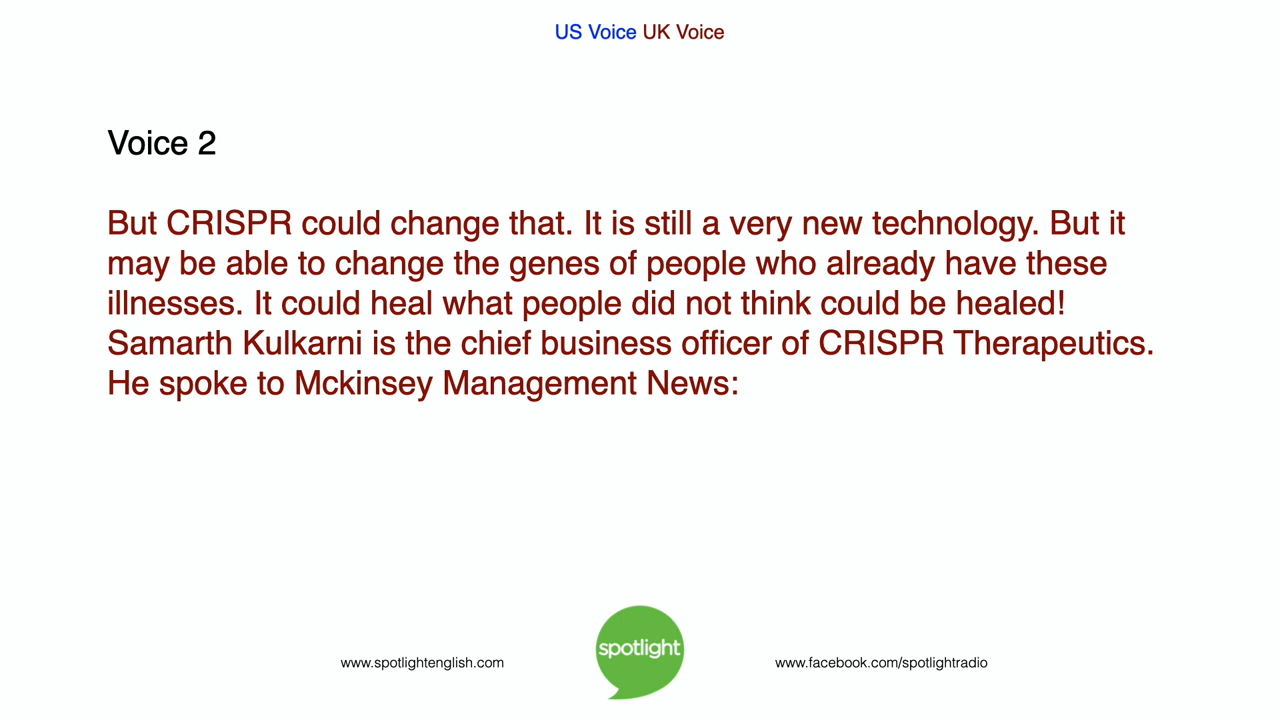 US Voice UK Voice
Voice 2
But CRISPR could change that. It is still a very new technology. But it
may be able to change the genes of people who already have these
illnesses. It could heal what people did not think could be healed!
Samarth Kulkarni is the chief business officer of CRISPR Therapeutics.
He spoke to Mckinsey Management News:
www.spotlightenglish.com
spotlight
www.facebook.com/spotlightradio